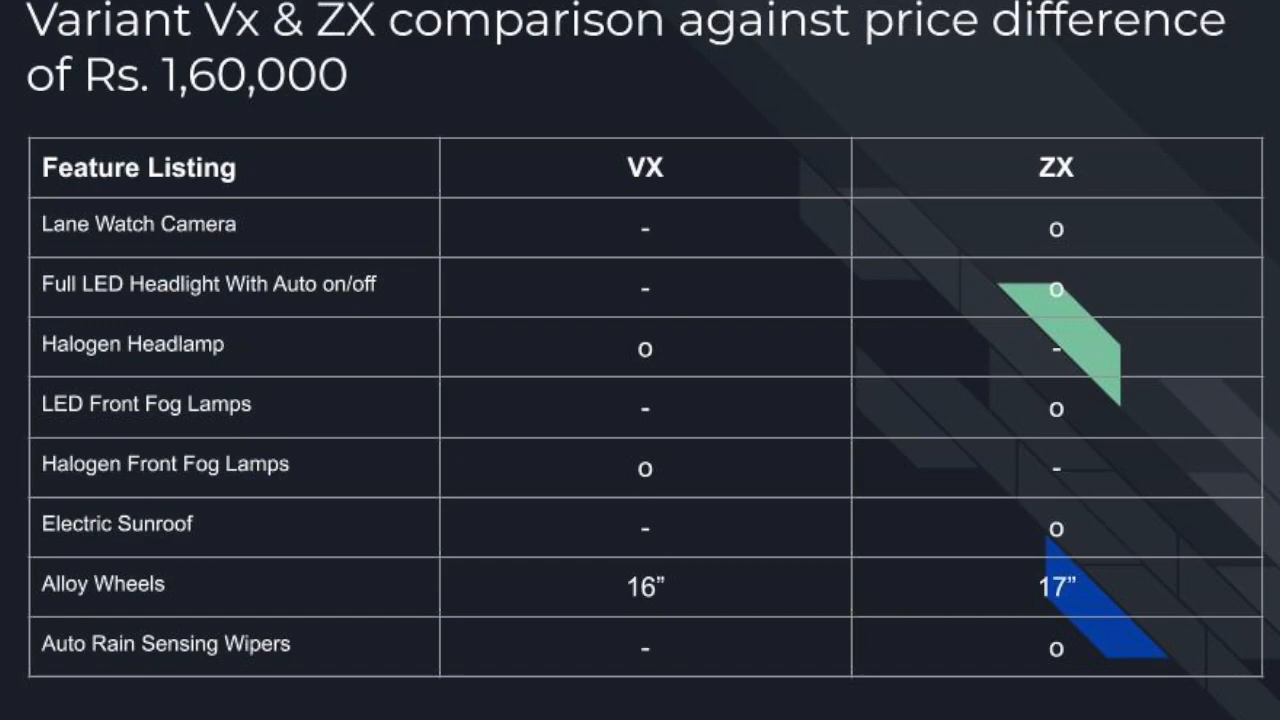 Variant Vx & ZX comparison against price difference
of Rs. 1,60,000
Feature Listing VX ZX
Lane Watch Camera - o
Full LED Headlight With Auto on/off - o
Halogen Headlamp o -
LED Front Fog Lamps - o
Halogen Front Fog Lamps o -
Electric Sunroof - o
Alloy Wheels 16” 17”
Auto Rain Sensing Wipers - o